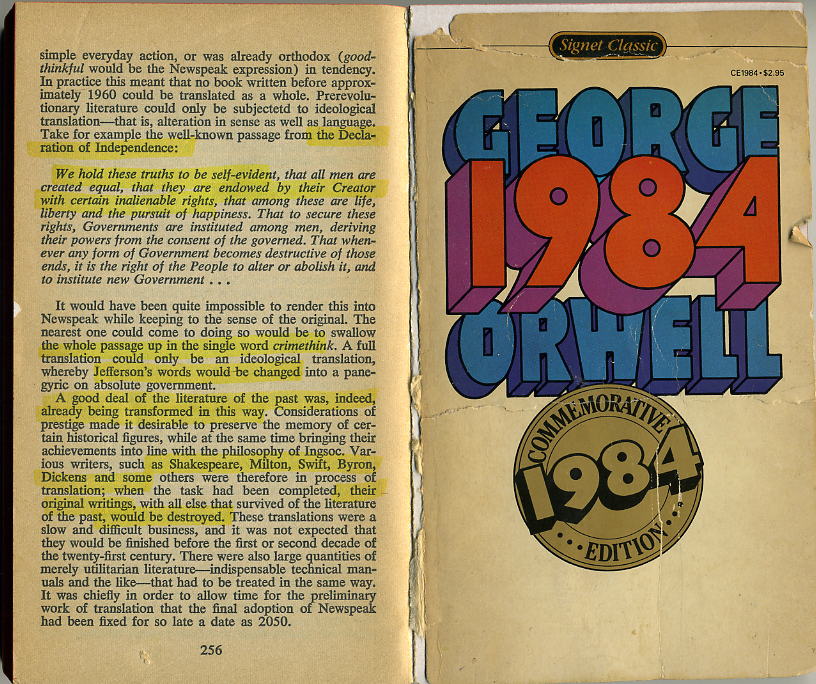 simple everyday action, or was already orthodox (good-
thinkful would be the Newspeak expression) in tendency.
In practice this meant that no book written before approx-
imately 1960 could be translated as a whole. Prerevolu-
tionary literature could only be subjectetd to ideological
translation—that is, alteration in sense as well as language.
Take for example the well-known passage from the Decla-
ration of Independence:
We hold these truths to be self-evident, that all men are
created equal, that they are endowed by their Creator
with certain inalienable rights, that among these are life,
liberty and the pursuit of happiness. That to secure these
rights, Governments are instituted among men, deriving
their powers from the consent of the governed. That when-
ever any form of Government becomes destructive of those
ends, it is the right of the People to alter or abolish it, and
to institute new Government . . .
It would have been quite impossible to render this into
Newspeak while keeping to the sense of the original. The
nearest one could come to doing so would be to swallow
the whole passage up in the single word crimethink. A full
translation could only be an ideological translation,
whereby Jefferson's words would be changed into a pane-
gyric on absolute government.
A good deal of the literature of the past was, indeed,
already being transformed in this way. Considerations of
prestige made it desirable to preserve the memory of cer-
tain historical figures, while at the same time bringing their
achievements into line with the philosophy of Ingsoc. Var-
ious writers, such as Shakespeare, Milton, Swift, Byron,
Dickens and some others were therefore in process of
translation; when the task had been completed, their
original writings, with all else that survived of the literature
of the past, would be destroyed. These translations were a
slow and difficult business, and it was not expected that
they would be finished before the first or second decade of
the twenty-first century. There were also large quantities of
merely utilitarian literature—indispensable technical man-
uals and the like—that had to be treated in the same way.
It was chiefly in order to allow time for the preliminary
work of translation that the final adoption of Newspeak
had been fixed for so late a date as 2050.
256
Signet Classic
CE1984•$2.95
GEORGE
1984
ORWELL
COMMEMORATIVE
1984
...EDITION...